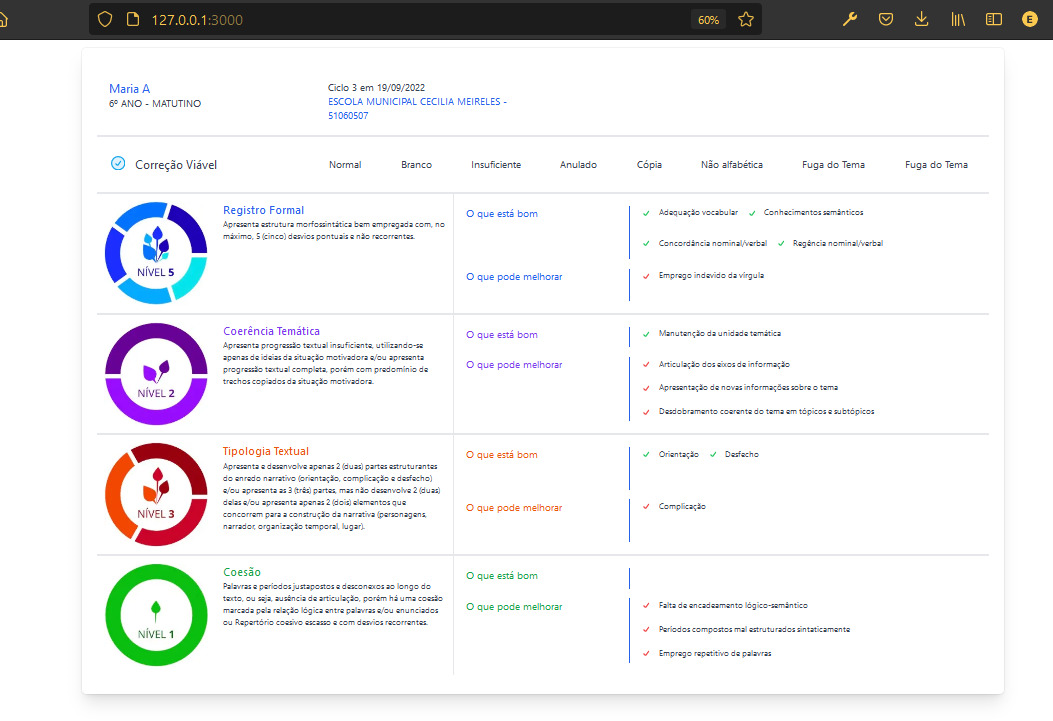 127.0.0.1:3000
60%
E
Maria A
6º ANO - MATUTINO
Ciclo 3 em 19/09/2022
ESCOLA MUNICIPAL CECILIA MEIRELES -
51060507
Correção Viável
Normal
Branco
Insuficiente
Anulado
Cópia
Não alfabética
Fuga do Tema
Fuga do Tema
NÍVEL 5
Registro Formal
Apresenta estrutura morfossintática bem empregada com, no
máximo, 5 (cinco) desvios pontuais e não recorrentes.
O que está bom
Adequação vocabular
Conhecimentos semânticos
Concordância nominal/verbal
Regência nominal/verbal
O que pode melhorar
Emprego indevido da vírgula
NÍVEL 2
Coerência Temática
Apresenta progressão textual insuficiente, utilizando-se
apenas de ideias da situação motivadora e/ou apresenta
progressão textual completa, porém com predomínio de
trechos copiados da situação motivadora.
O que está bom
Manutenção da unidade temática
O que pode melhorar
Articulação dos eixos de informação
Apresentação de novas informações sobre o tema
Desdobramento coerente do tema em tópicos e subtópicos
NÍVEL 3
Tipologia Textual
Apresenta e desenvolve apenas 2 (duas) partes estruturantes
do enredo narrativo (orientação, complicação e desfecho)
e/ou apresenta as 3 (três) partes, mas não desenvolve 2 (duas)
delas e/ou apresenta apenas 2 (dois) elementos que
concorrem para a construção da narrativa (personagens,
narrador, organização temporal, lugar).
O que está bom
Orientação
Desfecho
O que pode melhorar
Complicação
NÍVEL 1
Coesão
Palavras e períodos justapostos e desconexos ao longo do
texto, ou seja, ausência de articulação, porém há uma coesão
marcada pela relação lógica entre palavras e/ou enunciados
ou Repertório coesivo escasso e com desvios recorrentes.
O que está bom
O que pode melhorar
Falta de encadeamento lógico-semântico
Períodos compostos mal estruturados sintaticamente
Emprego repetitivo de palavras